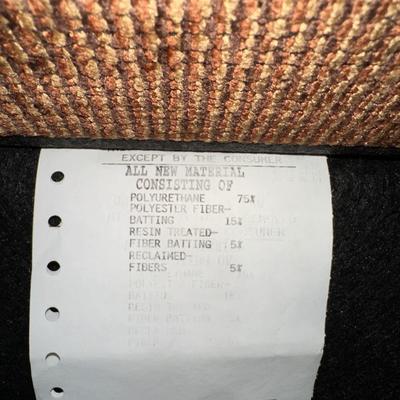 EXCEPT BY THE CONSUMER
ALL NEW MATERIAL
CONSISTING OF
POLYURETHANE 75%
POLYESTER FIBER-
BATTING 15%
RESIN TREATED-
FIBER BATTING 5%
RECLAIMED-
FIBERS 5%